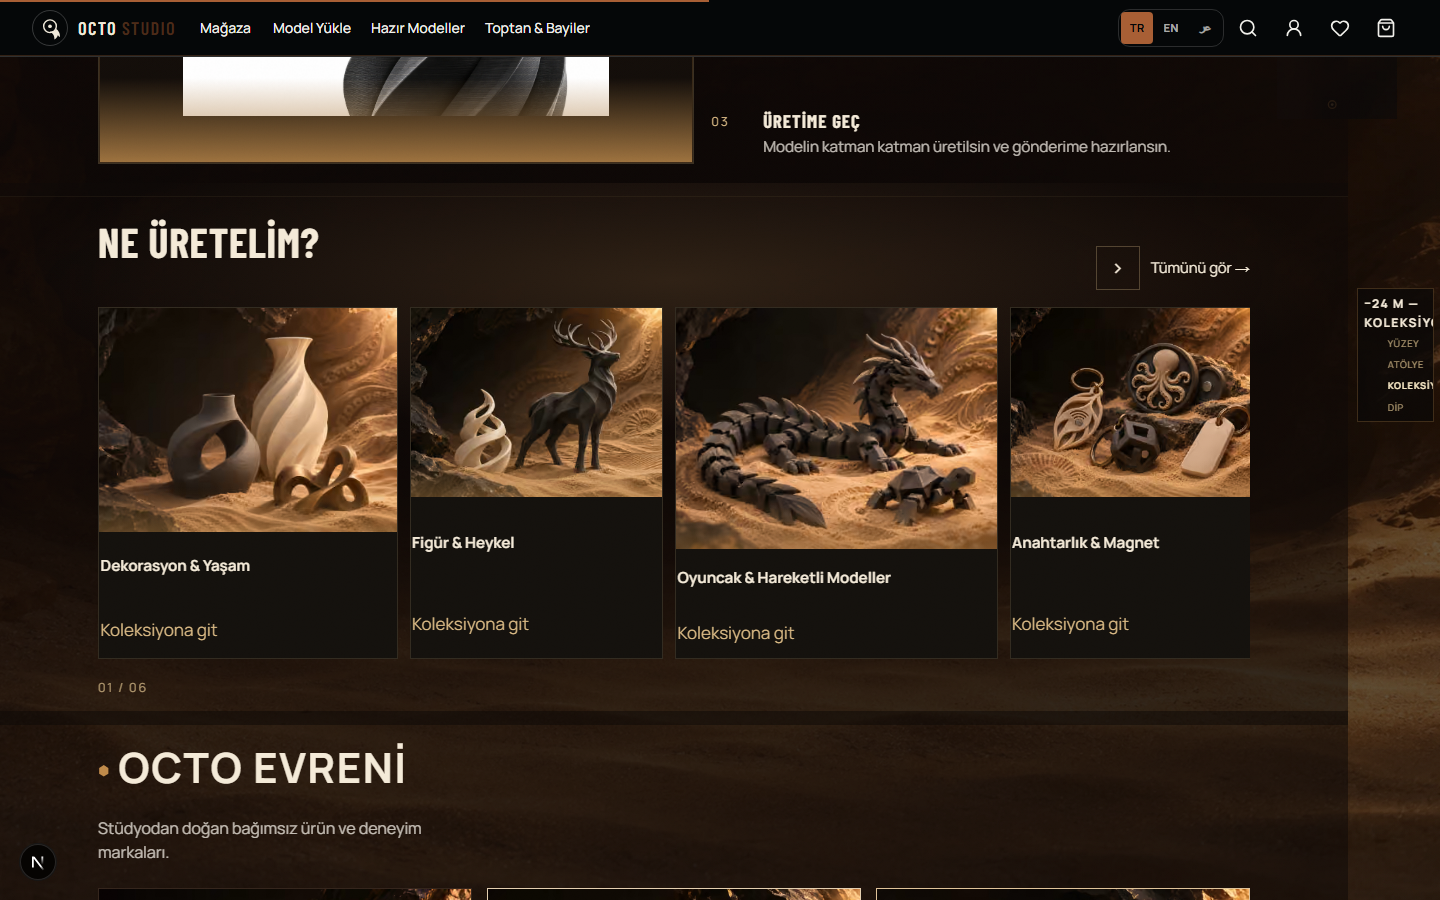 OCTO STUDIO
Mağaza
Model Yükle
Hazır Modeller
Toptan & Bayiler
TR
EN
03
ÜRETİME GEÇ
Modelin katman katman üretilsin ve gönderime hazırlansın.
NE ÜRETELİM?
Tümünü gör →
−24 M —
YÜZEY
ATÖLYE
DİP
Dekorasyon & Yaşam
Koleksiyona git
Figür & Heykel
Koleksiyona git
Oyuncak & Hareketli Modeller
Koleksiyona git
Anahtarlık & Magnet
Koleksiyona git
01 / 06
OCTO EVRENİ
Stüdyodan doğan bağımsız ürün ve deneyim
markaları.
N